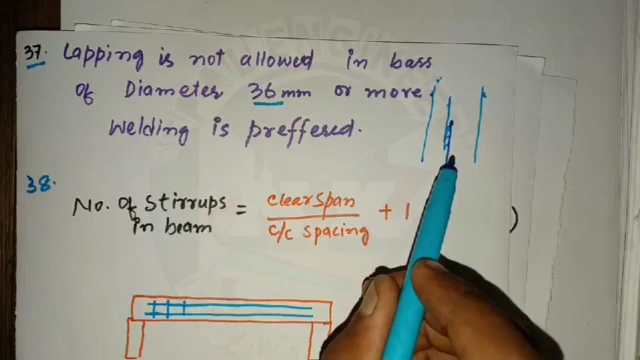 37. Lapping is not allowed in bass
of Diameter 36mm or more
Welding is preffered.
38.
No. of Stirrups in beam = clear span / c/c spacing + 1
)